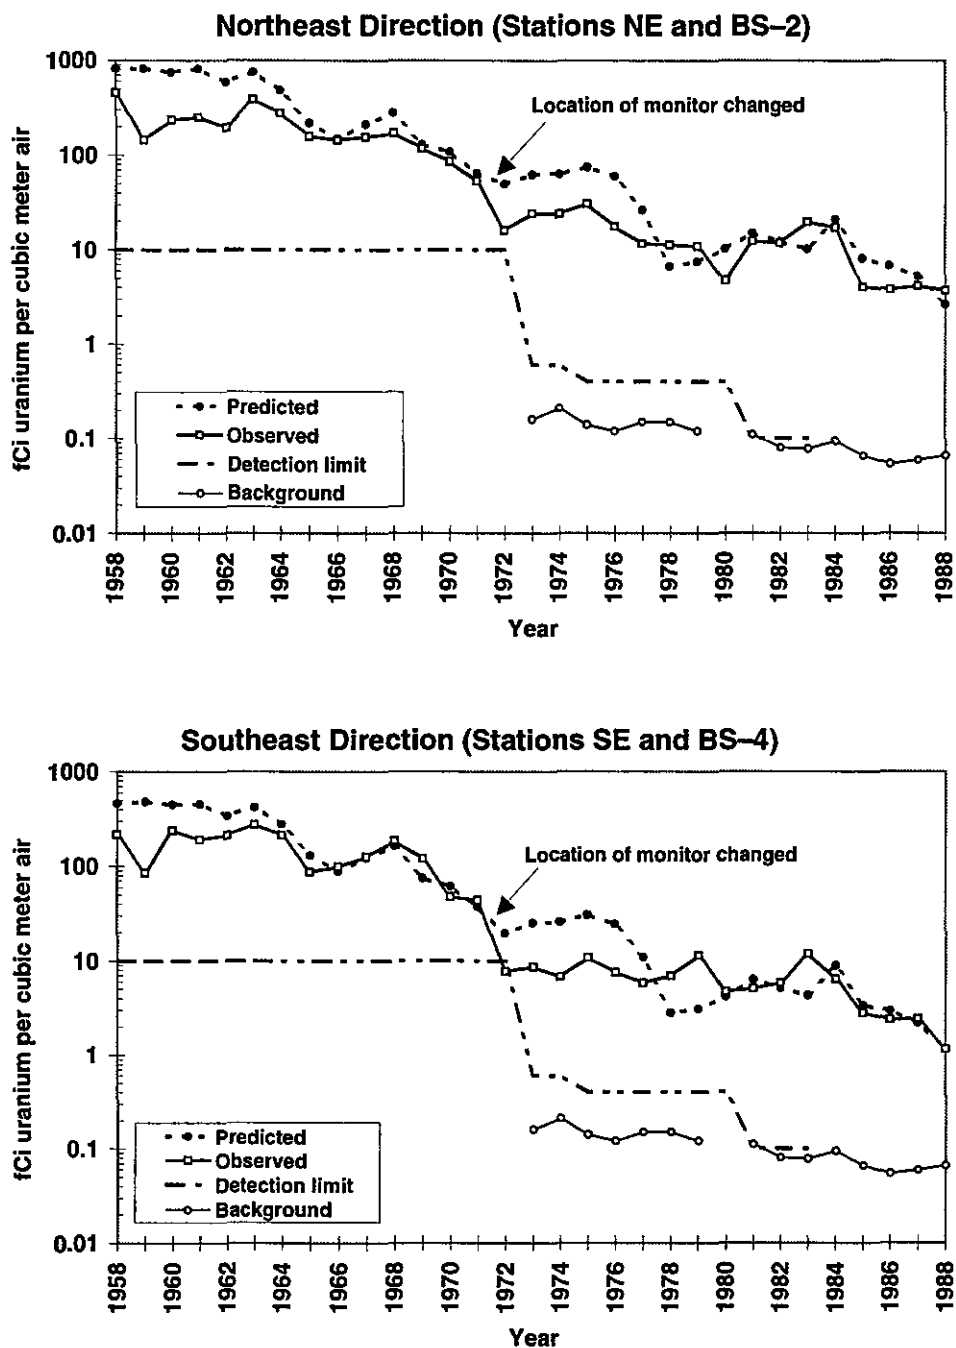 Northeast Direction (Stations NE and BS–2)
1000
100
10
1
0.1
0.01
fCi uranium per cubic meter air
Location of monitor changed
Predicted
Observed
Detection limit
Background
1958
1960
1962
1964
1966
1968
1970
1972
1974
1976
1978
1980
1982
1984
1986
1988
Year
Southeast Direction (Stations SE and BS–4)
1000
100
10
1
0.1
0.01
fCi uranium per cubic meter air
Location of monitor changed
Predicted
Observed
Detection limit
Background
1958
1960
1962
1964
1966
1968
1970
1972
1974
1976
1978
1980
1982
1984
1986
1988
Year